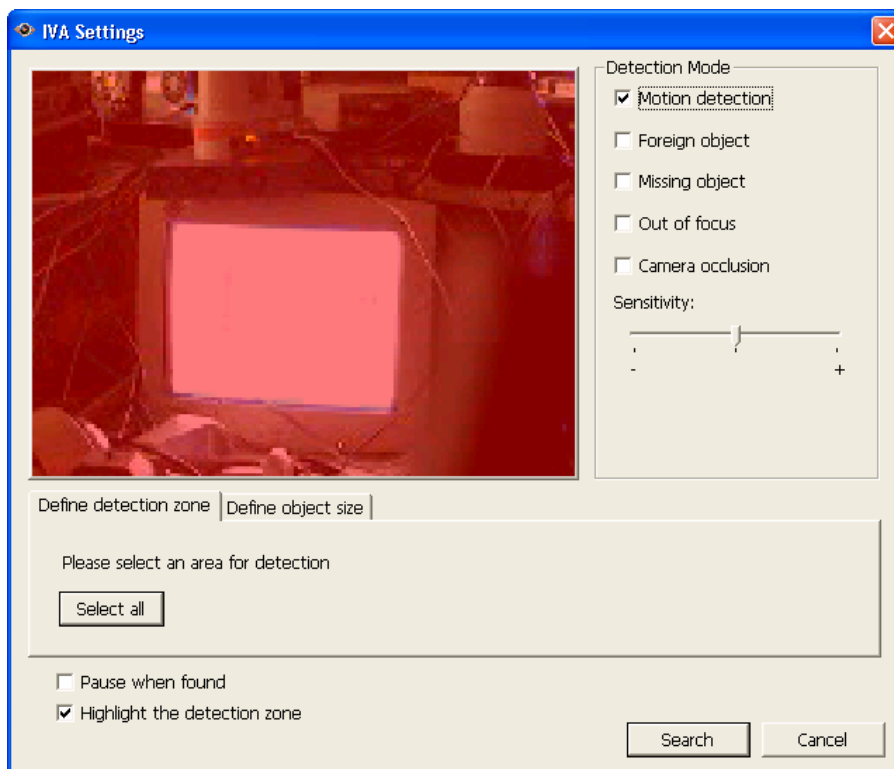 IVA Settings
Detection Mode
Motion detection
Foreign object
Missing object
Out of focus
Camera occlusion
Sensitivity:
- +
Define detection zone Define object size
Please select an area for detection
Select all
Pause when found
Highlight the detection zone
Search Cancel